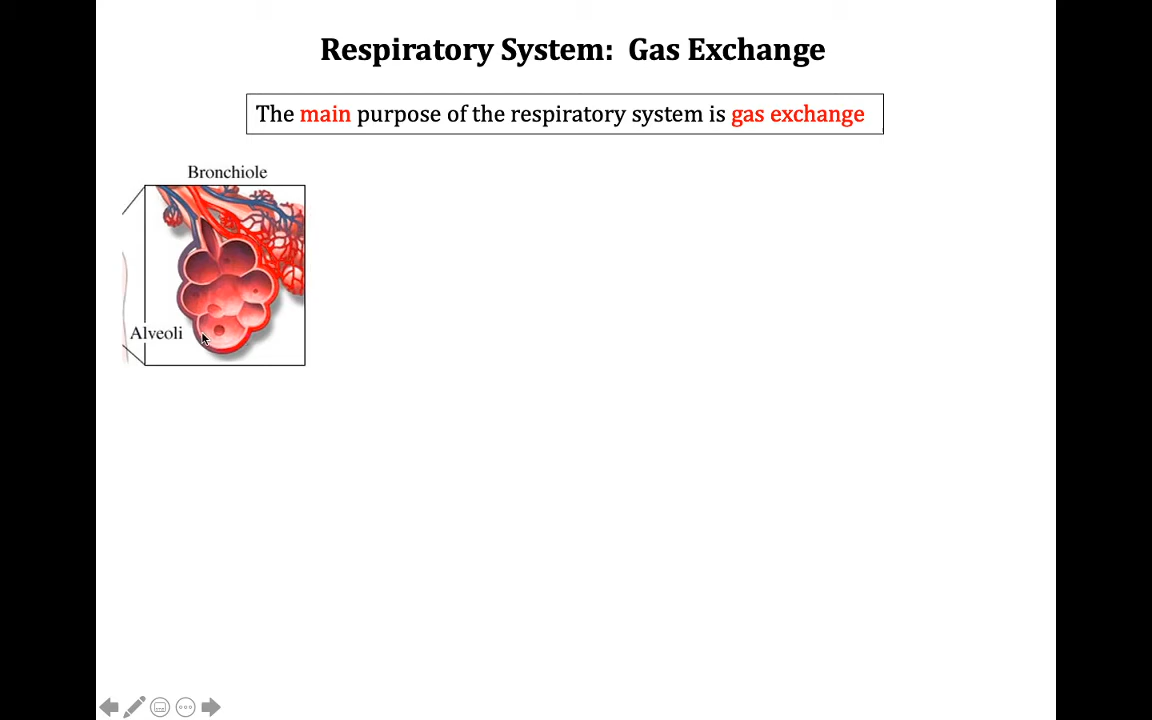 Respiratory System: Gas Exchange
The main purpose of the respiratory system is gas exchange
Bronchiole
Alveoli